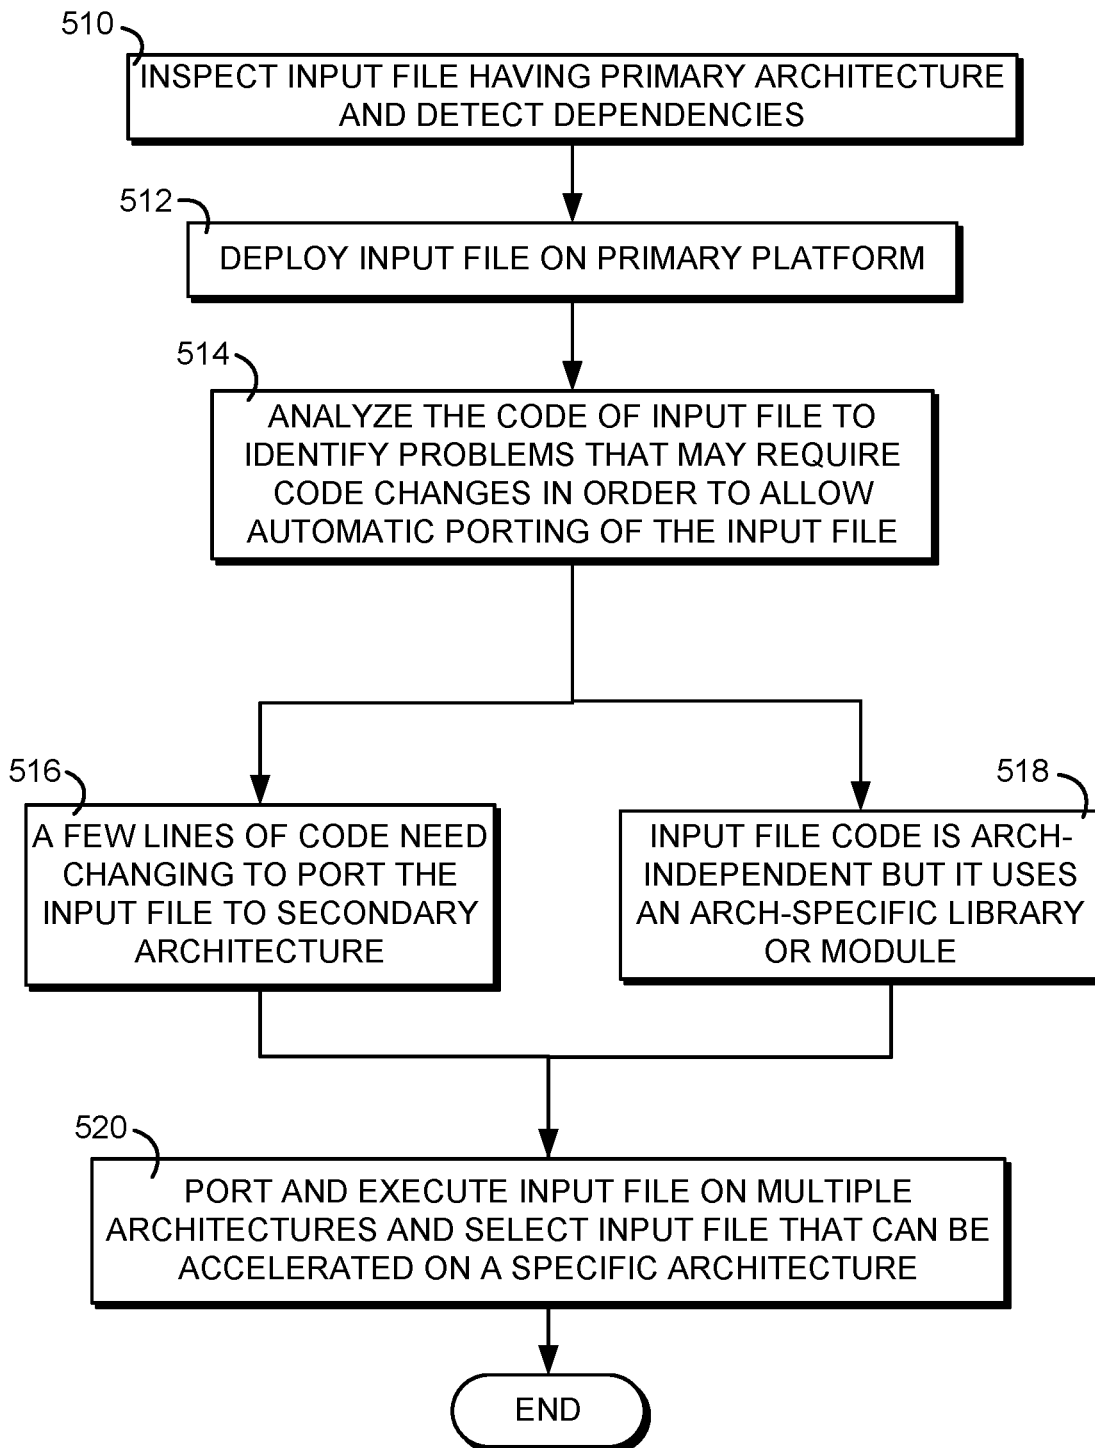 510
INSPECT INPUT FILE HAVING PRIMARY ARCHITECTURE
AND DETECT DEPENDENCIES
512
DEPLOY INPUT FILE ON PRIMARY PLATFORM
514
ANALYZE THE CODE OF INPUT FILE TO
IDENTIFY PROBLEMS THAT MAY REQUIRE
CODE CHANGES IN ORDER TO ALLOW
AUTOMATIC PORTING OF THE INPUT FILE
516
A FEW LINES OF CODE NEED
CHANGING TO PORT THE
INPUT FILE TO SECONDARY
ARCHITECTURE
518
INPUT FILE CODE IS ARCH-
INDEPENDENT BUT IT USES
AN ARCH-SPECIFIC LIBRARY
OR MODULE
520
PORT AND EXECUTE INPUT FILE ON MULTIPLE
ARCHITECTURES AND SELECT INPUT FILE THAT CAN BE
ACCELERATED ON A SPECIFIC ARCHITECTURE
END